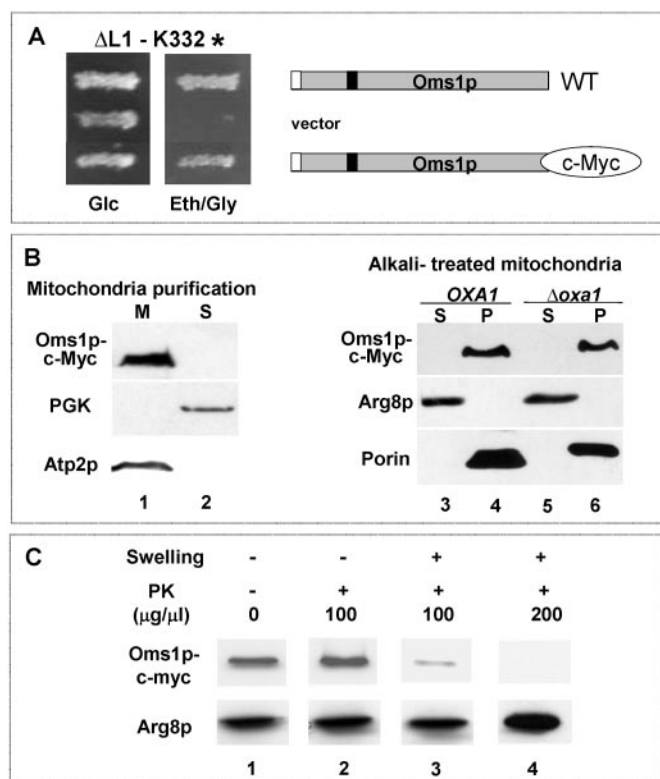 A
ΔL1 - K332 *
Oms1p WT
vector
Oms1p c-Myc
Glc Eth/Gly
B
Mitochondria purification
M S
Oms1p-
c-Myc
PGK
Atp2p
1 2
Alkali- treated mitochondria
OXA1 Δoxa1
S P S P
Oms1p-
c-Myc
Arg8p
Porin
3 4 5 6
C
Swelling - - + +
PK - + + +
(μg/μl) 0 100 100 200
Oms1p-
c-myc
Arg8p
1 2 3 4